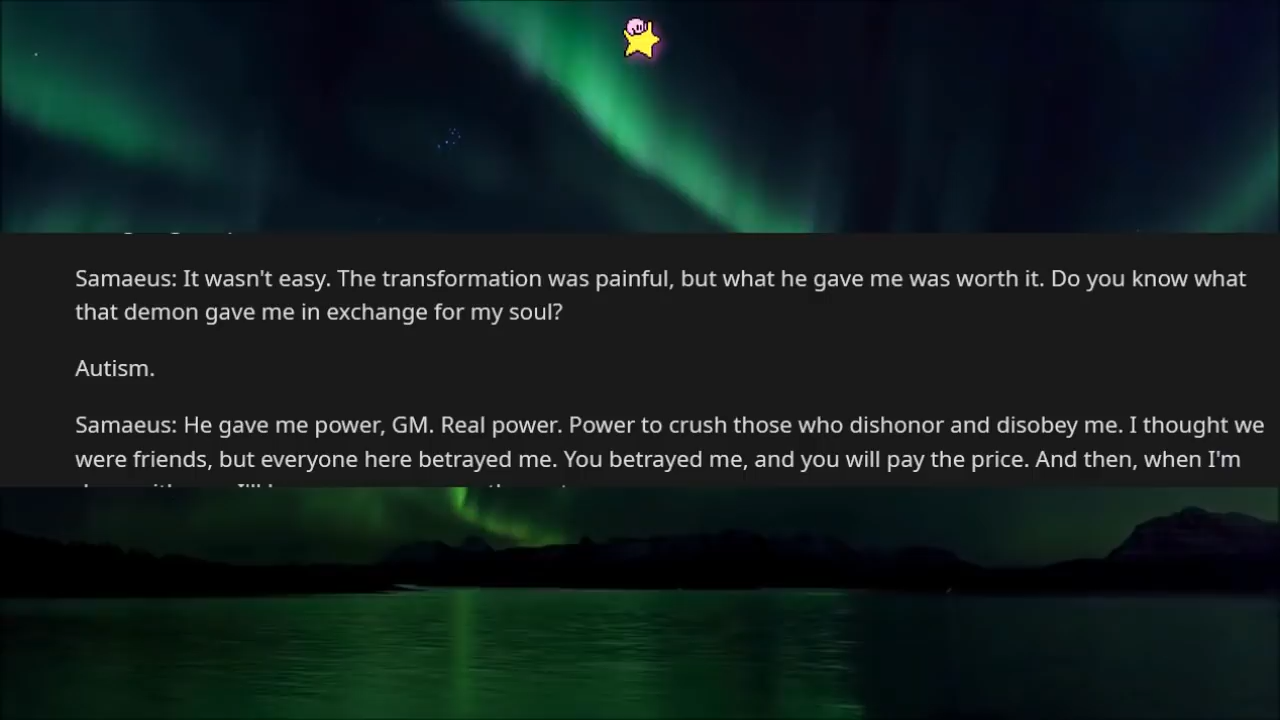 Samaeus: It wasn't easy. The transformation was painful, but what he gave me was worth it. Do you know what
that demon gave me in exchange for my soul?
Autism.
Samaeus: He gave me power, GM. Real power. Power to crush those who dishonor and disobey me. I thought we
were friends, but everyone here betrayed me. You betrayed me, and you will pay the price. And then, when I'm